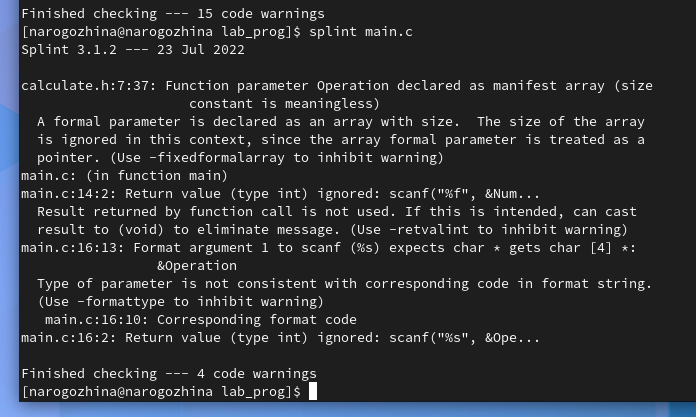 Finished checking --- 15 code warnings
[narogozhina@narogozhina lab_prog]$ splint main.c
Splint 3.1.2 --- 23 Jul 2022

calculate.h:7:37: Function parameter Operation declared as manifest array (size
                     constant is meaningless)
  A formal parameter is declared as an array with size.  The size of the array
  is ignored in this context, since the array formal parameter is treated as a
  pointer. (Use -fixedformalarray to inhibit warning)
main.c: (in function main)
main.c:14:2: Return value (type int) ignored: scanf("%f", &Num...
  Result returned by function call is not used. If this is intended, can cast
  result to (void) to eliminate message. (Use -retvalint to inhibit warning)
main.c:16:13: Format argument 1 to scanf (%s) expects char * gets char [4] *:
                 &Operation
  Type of parameter is not consistent with corresponding code in format string.
  (Use -formattype to inhibit warning)
   main.c:16:10: Corresponding format code
main.c:16:2: Return value (type int) ignored: scanf("%s", &Ope...

Finished checking --- 4 code warnings
[narogozhina@narogozhina lab_prog]$